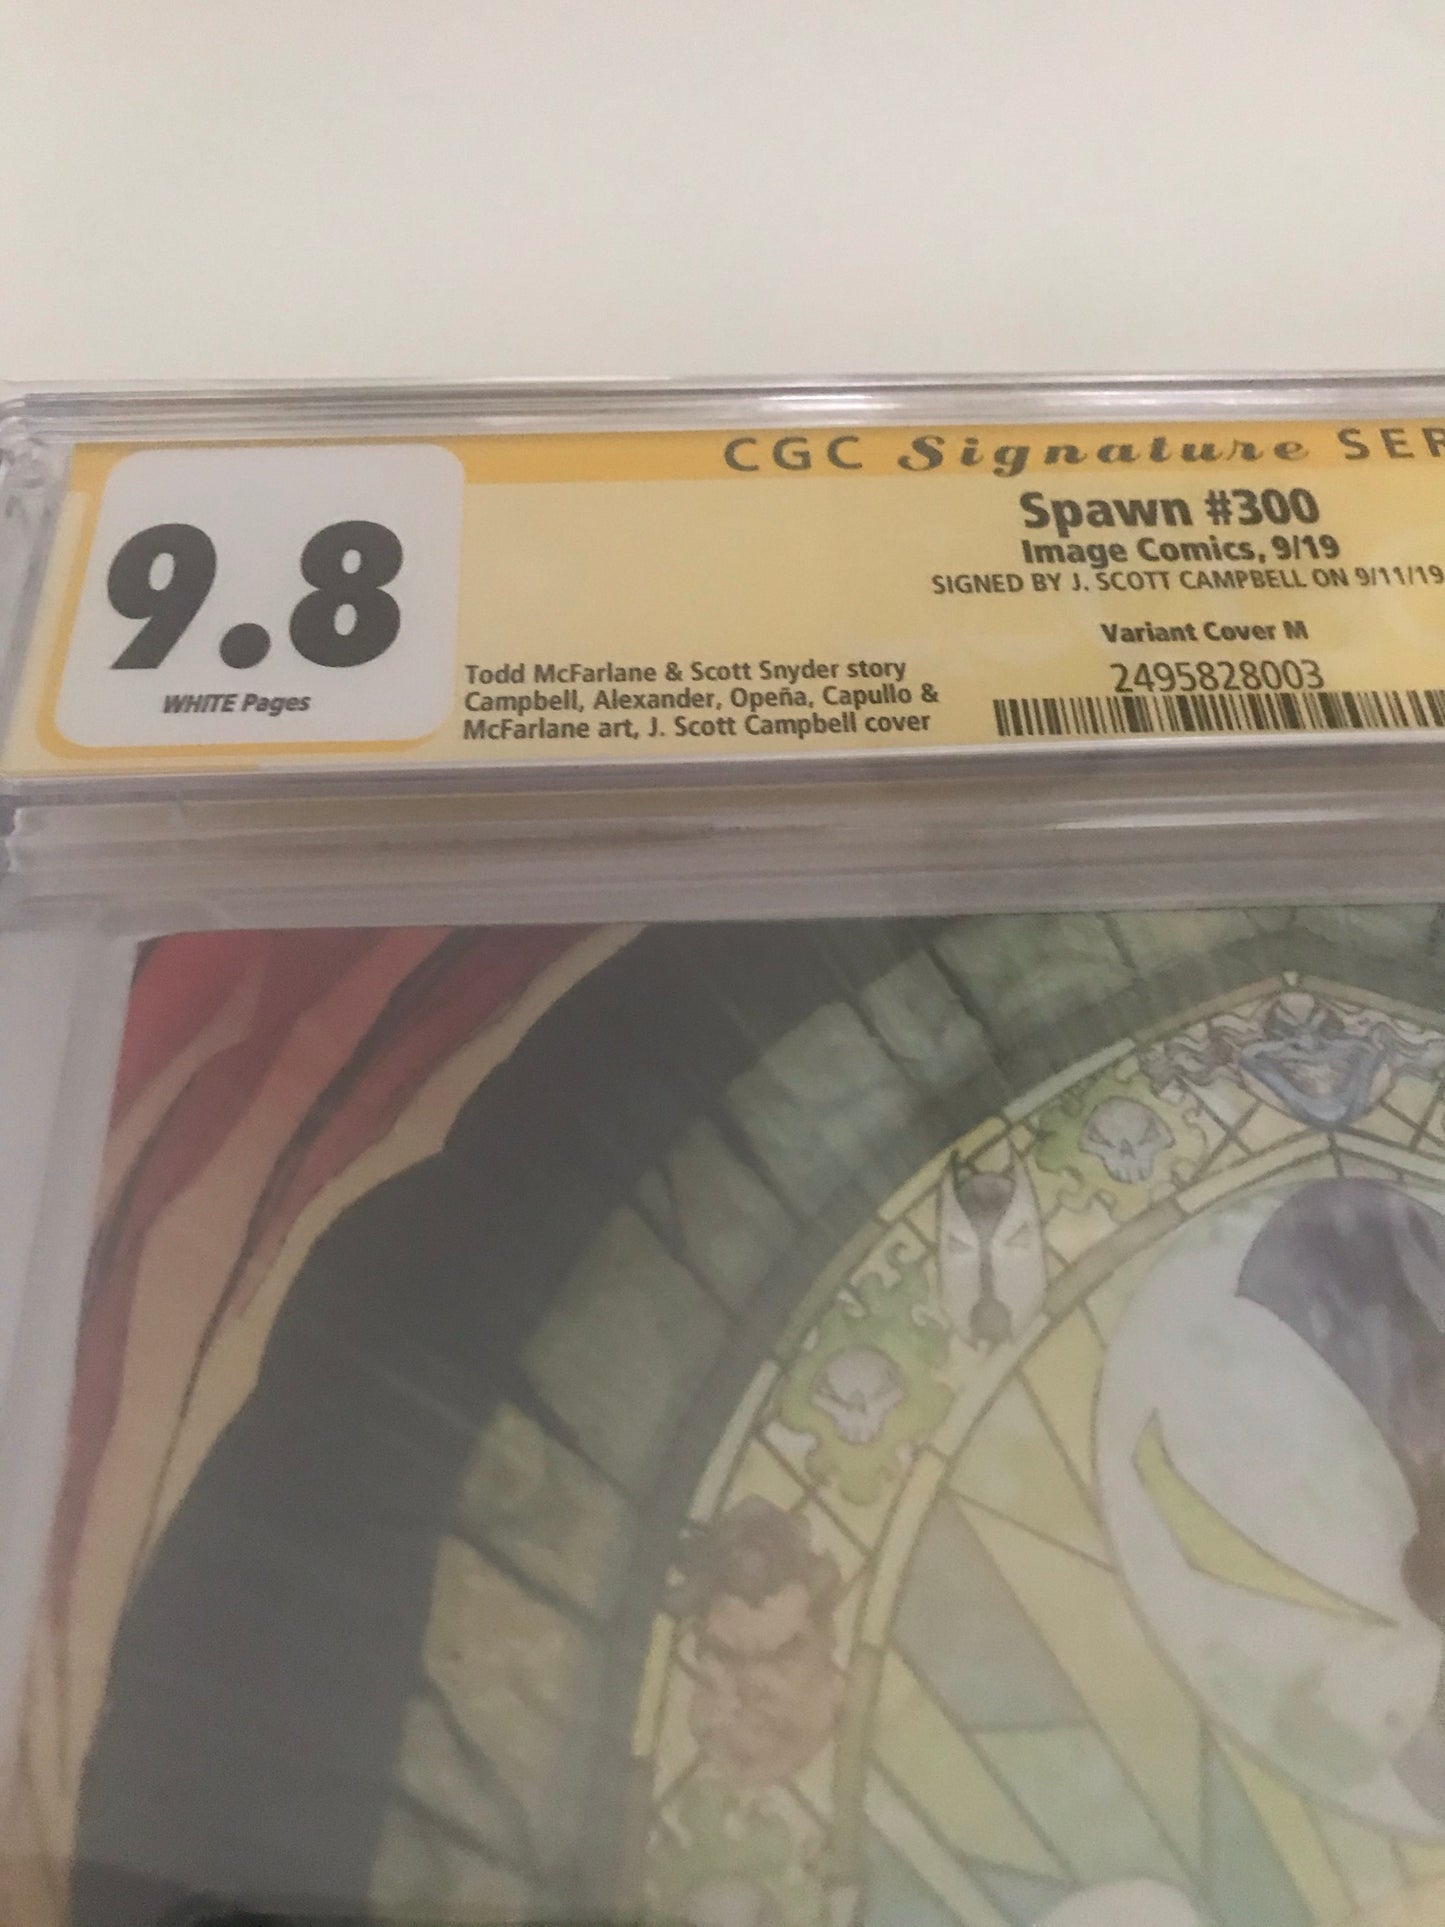 CGC Signature SER
9.8
WHITE Pages
Spawn #300
Image Comics, 9/19
SIGNED BY J. SCOTT CAMPBELL ON 9/11/19
Variant Cover M
2495828003
Todd McFarlane & Scott Snyder story
Campbell, Alexander, Opeña, Capullo &
McFarlane art, J. Scott Campbell cover